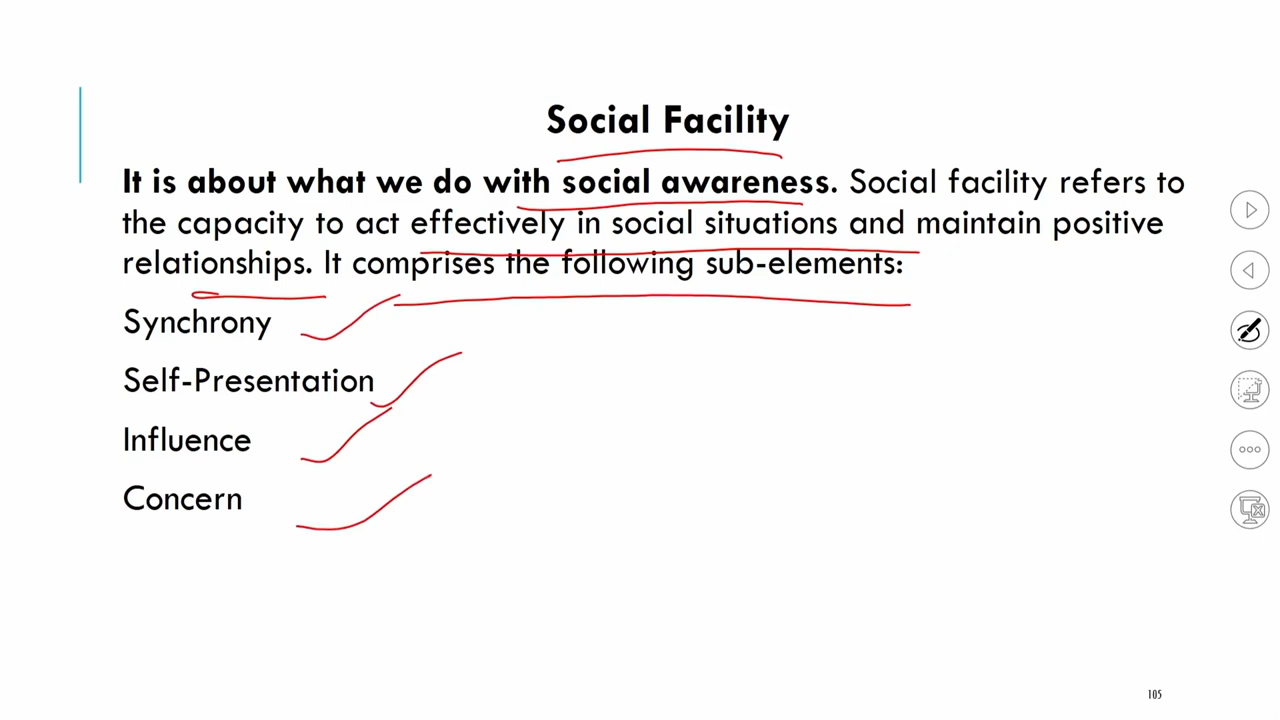 Social Facility
It is about what we do with social awareness. Social facility refers to
the capacity to act effectively in social situations and maintain positive
relationships. It comprises the following sub-elements:
Synchrony
Self-Presentation
Influence
Concern
105